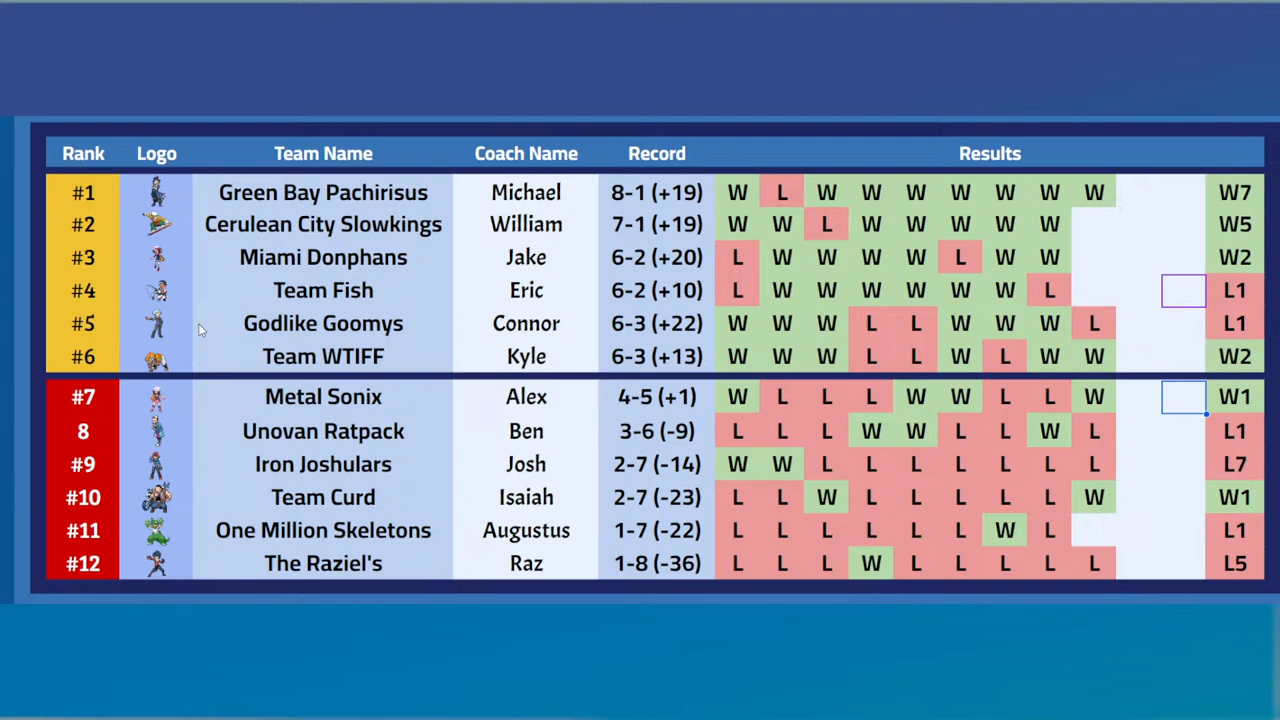 Rank Logo Team Name Coach Name Record Results
#1 Green Bay Pachirisus Michael 8-1 (+19) W L W W W W W W W W7
#2 Cerulean City Slowkings William 7-1 (+19) W W L W W W W W W5
#3 Miami Donphans Jake 6-2 (+20) L W W W W L W W W2
#4 Team Fish Eric 6-2 (+10) L W W W W W W L L1
#5 Godlike Goomys Connor 6-3 (+22) W W W L L W W W L L1
#6 Team WTIFF Kyle 6-3 (+13) W W W L L W L W W W2
#7 Metal Sonix Alex 4-5 (+1) W L L L W W L L W W1
8 Unovan Ratpack Ben 3-6 (-9) L L L W W L L W L L1
#9 Iron Joshulars Josh 2-7 (-14) W W L L L L L L L L7
#10 Team Curd Isaiah 2-7 (-23) L L W L L L L L W W1
#11 One Million Skeletons Augustus 1-7 (-22) L L L L L L W L L1
#12 The Raziel's Raz 1-8 (-36) L L L W L L L L L L5